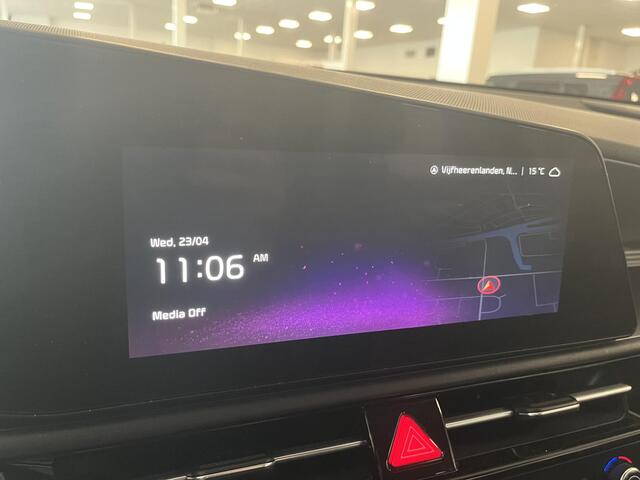 Vijfheerenlanden, N... | 15 °C
Wed, 23/04
11:06 AM
Media Off